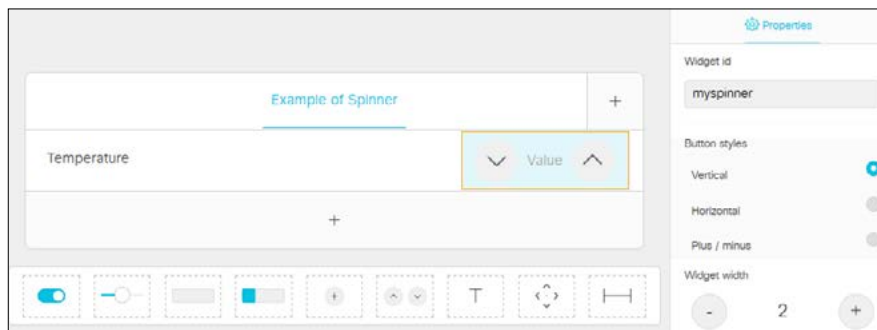 Properties
Widget id
myspinner
Example of Spinner
+
Temperature
Value
+
Button styles
Vertical
Horizontal
Plus / minus
Widget width
- 2 +
+
T